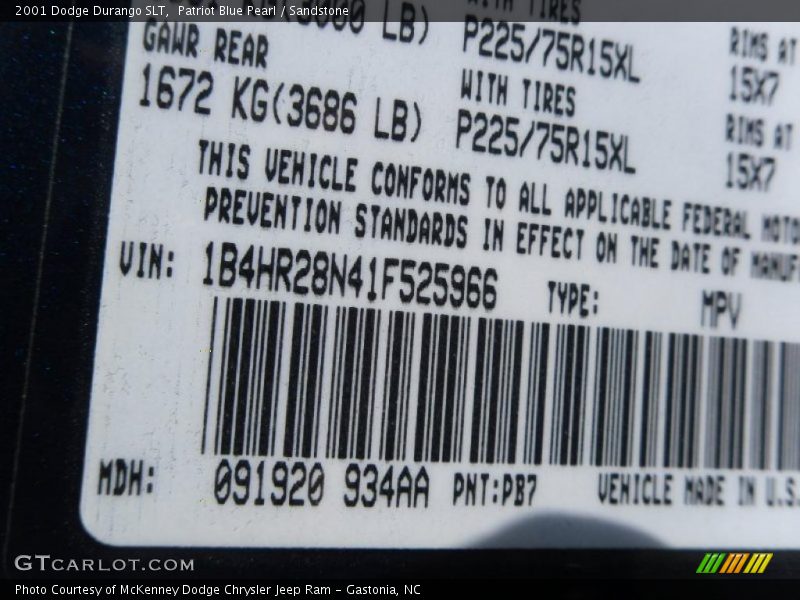 2001 Dodge Durango SLT, Patriot Blue Pearl / Sandstone
WITH TIRES
LB)
GAWR REAR P225/75R15XL RIMS AT
1672 KG(3686 LB) WITH TIRES 15X7
P225/75R15XL RIMS AT
15X7
THIS VEHICLE CONFORMS TO ALL APPLICABLE FEDERAL MOTO
PREVENTION STANDARDS IN EFFECT ON THE DATE OF MANUF
VIN: 1B4HR28N41F525966 TYPE: MPV
MDH: 091920 934AA PNT:PB7 VEHICLE MADE IN U.S.
GTCARLOT.COM
Photo Courtesy of McKenney Dodge Chrysler Jeep Ram - Gastonia, NC